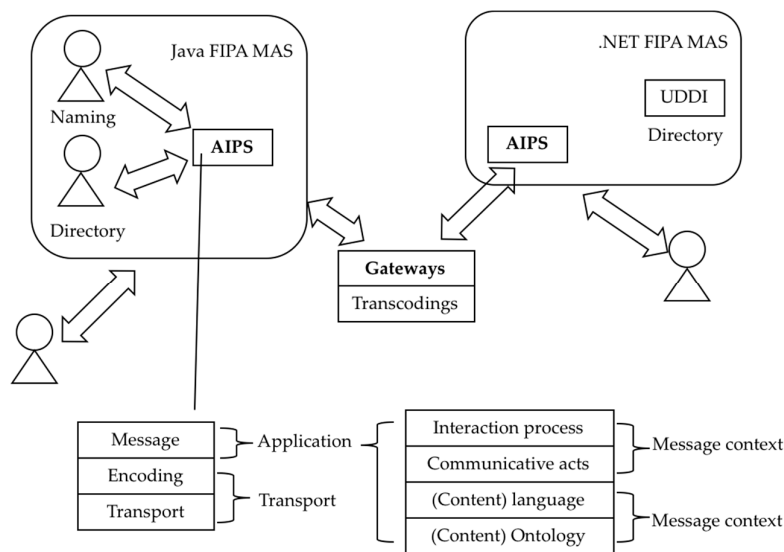 Java FIPA MAS
Naming
AIPS
Directory
.NET FIPA MAS
UDDI
Directory
AIPS
Gateways
Transcodings
Message
Encoding
Transport
Application
Transport
Interaction process
Communicative acts
(Content) language
(Content) Ontology
Message context
Message context